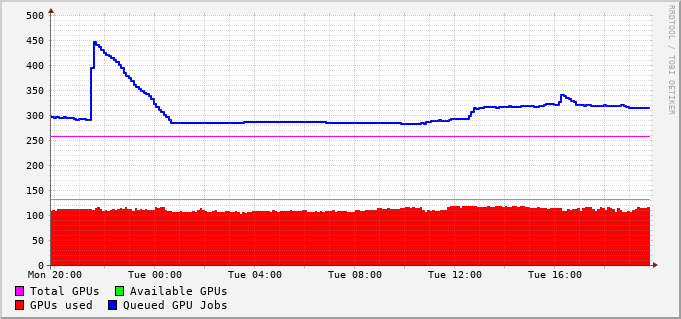 500
450
400
350
300
250
200
150
100
50
0
Mon 20:00 Tue 00:00 Tue 04:00 Tue 08:00 Tue 12:00 Tue 16:00
Total GPUs Available GPUs
GPUs used Queued GPU Jobs
RRDTOOL / TOBI OETIKER